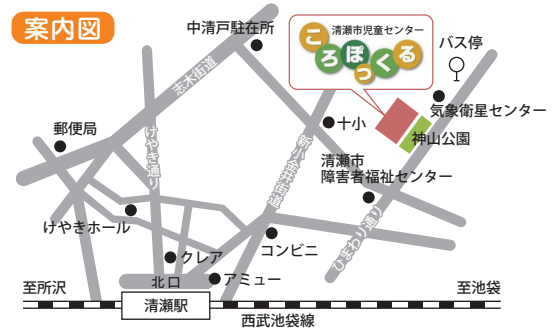 案内図
中清戸駐在所
清瀬市児童センター
ころぽっくる
バス停
志木街道
気象衛星センター
十小
神山公園
郵便局
けやき通り
新小金井街道
清瀬市
障害者福祉センター
けやきホール
ひまわり通り
コンビニ
クレア
アミュー
北口
至所沢
至池袋
清瀬駅
西武池袋線